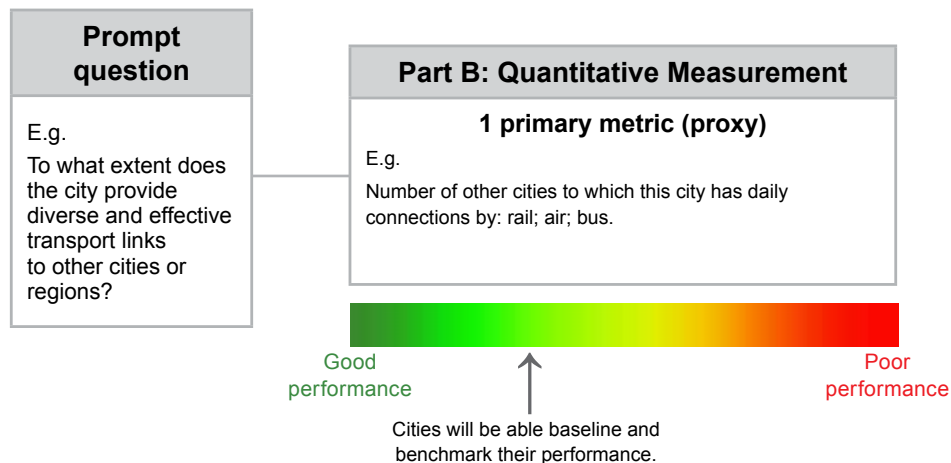 Prompt
question
E.g.
To what extent does
the city provide
diverse and effective
transport links
to other cities or
regions?
Part B: Quantitative Measurement
1 primary metric (proxy)
E.g.
Number of other cities to which this city has daily
connections by: rail; air; bus.
Good
performance
Poor
performance
Cities will be able baseline and
benchmark their performance.